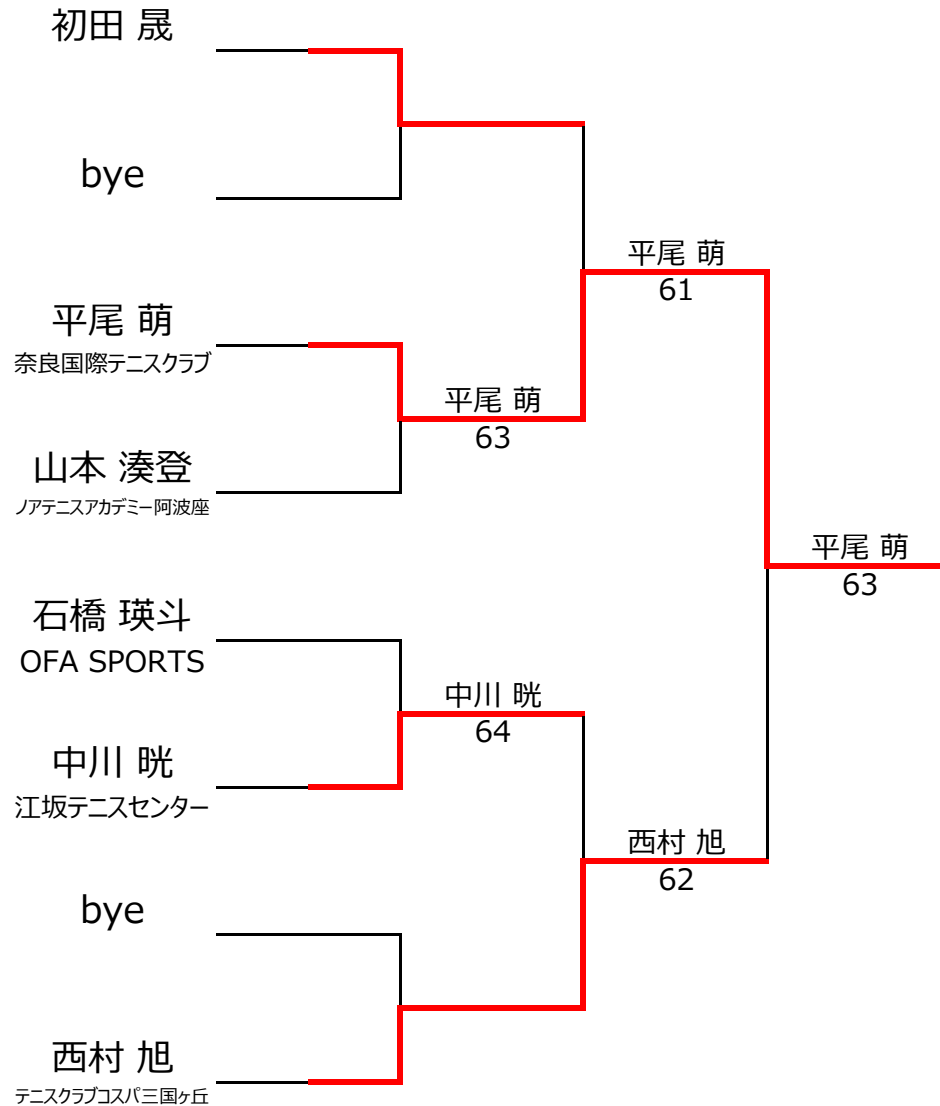 初田 晟
bye
平尾 萌
奈良国際テニスクラブ
山本 湊登
ノアテニスアカデミー阿波座
石橋 瑛斗
OFA SPORTS
中川 晄
江坂テニスセンター
bye
西村 旭
テニスクラブコスパ三国ヶ丘
平尾 萌
63
中川 晄
64
平尾 萌
61
西村 旭
62
平尾 萌
63